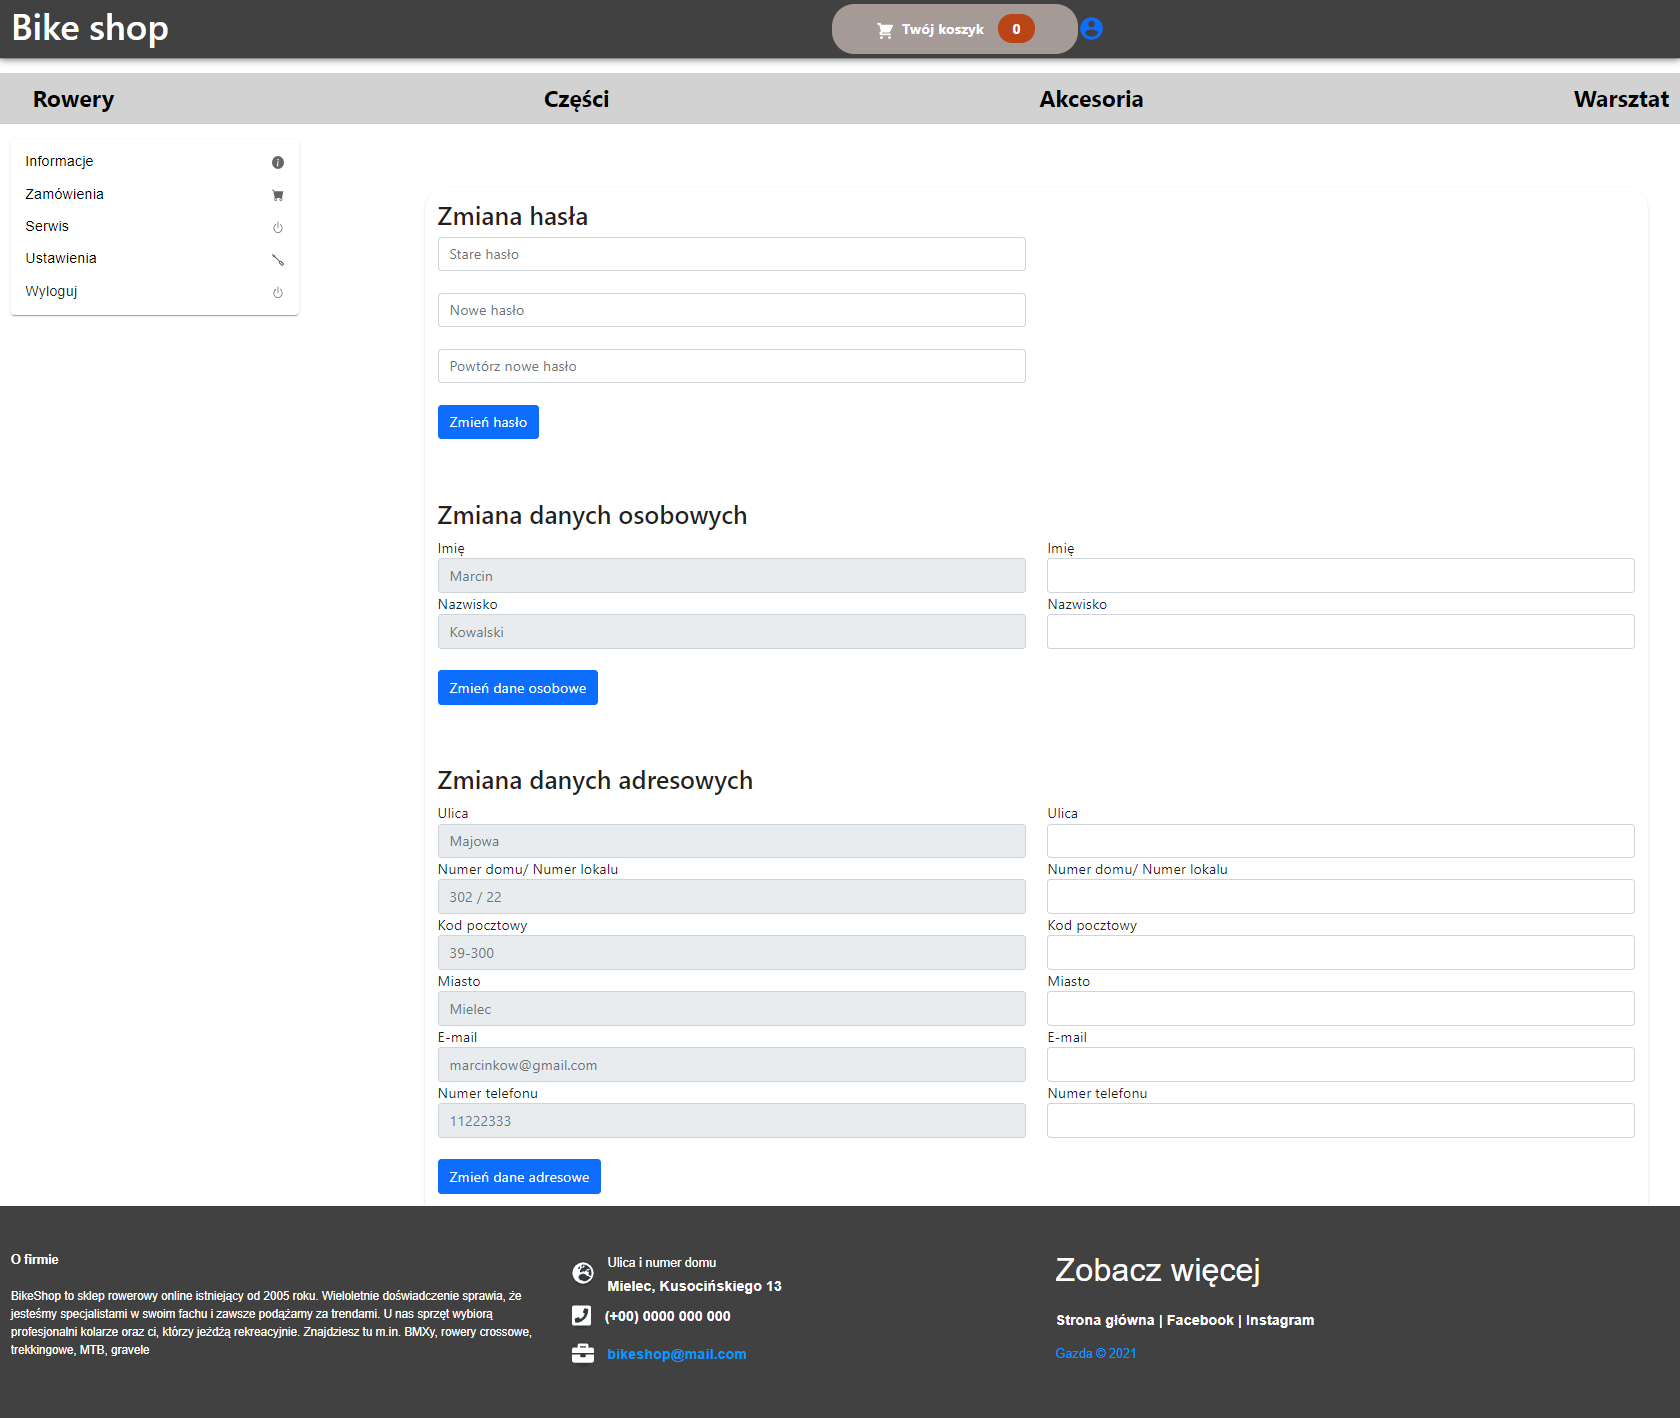 Bike shop
Twój koszyk 0
Rowery Części Akcesoria Warsztat
Informacje
Zamówienia
Serwis
Ustawienia
Wyloguj
Zmiana hasła
Stare hasło
Nowe hasło
Powtórz nowe hasło
Zmień hasło
Zmiana danych osobowych
Imię Imię
Marcin
Nazwisko Nazwisko
Kowalski
Zmień dane osobowe
Zmiana danych adresowych
Ulica Ulica
Majowa
Numer domu/ Numer lokalu Numer domu/ Numer lokalu
302 / 22
Kod pocztowy Kod pocztowy
39-300
Miasto Miasto
Mielec
E-mail E-mail
marcinkow@gmail.com
Numer telefonu Numer telefonu
11222333
Zmień dane adresowe
O firmie
BikeShop to sklep rowerowy online istniejący od 2005 roku. Wieloletnie doświadczenie sprawia, że
jesteśmy specjalistami w swoim fachu i zawsze podążamy za trendami. U nas sprzęt wybiorą
profesjonalni kolarze oraz ci, którzy jeżdżą rekreacyjnie. Znajdziesz tu m.in. BMXy, rowery crossowe,
trekkingowe, MTB, gravele
Ulica i numer domu
Mielec, Kusocińskiego 13
(+00) 0000 000 000
bikeshop@mail.com
Zobacz więcej
Strona główna | Facebook | Instagram
Gazda © 2021